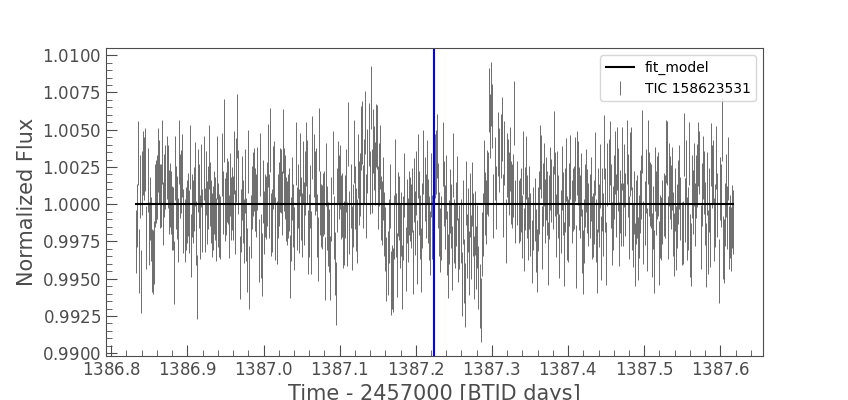 1.0100
1.0075
1.0050
1.0025
1.0000
0.9975
0.9950
0.9925
0.9900
Normalized Flux
fit_model
TIC 158623531
1386.8 1386.9 1387.0 1387.1 1387.2 1387.3 1387.4 1387.5 1387.6
Time - 2457000 [BTJD days]